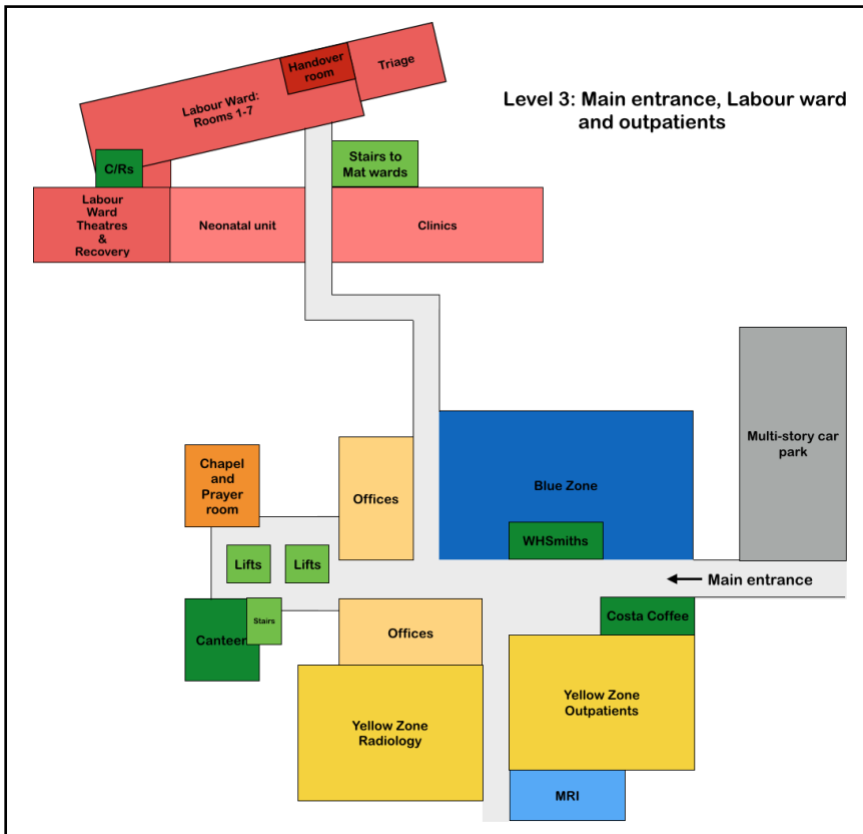 Handover
room
Triage
Labour Ward:
Rooms 1-7
Level 3: Main entrance, Labour ward
and outpatients
C/Rs
Stairs to
Mat wards
Labour
Ward
Theatres
&
Recovery
Neonatal unit
Clinics
Multi-story car
park
Chapel
and
Prayer
room
Offices
Blue Zone
WHSmiths
Lifts
Lifts
Main entrance
Canteen
Stairs
Offices
Costa Coffee
Yellow Zone
Radiology
Yellow Zone
Outpatients
MRI